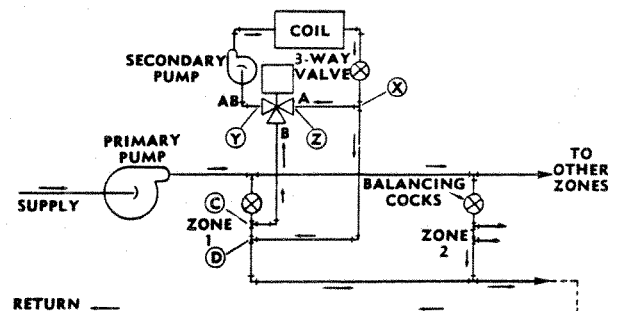 COIL
SECONDARY
PUMP
3-WAY
VALVE
X
AB
A
Y
B
Z
PRIMARY
PUMP
TO
OTHER
ZONES
SUPPLY
C
ZONE
1
D
BALANCING
COCKS
ZONE
2
RETURN